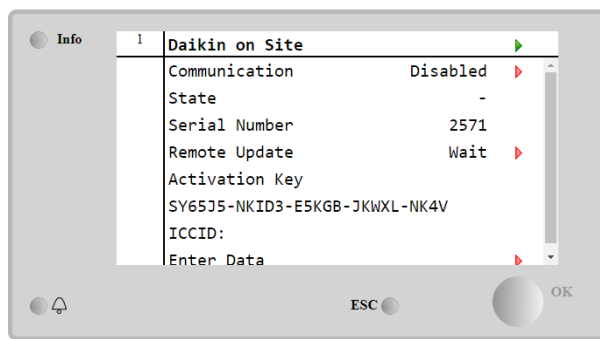 Info
1 Daikin on Site
Communication Disabled
State -
Serial Number 2571
Remote Update Wait
Activation Key
SY65J5-NKID3-E5KGB-JKWXL-NK4V
ICCID:
Enter Data
ESC
OK